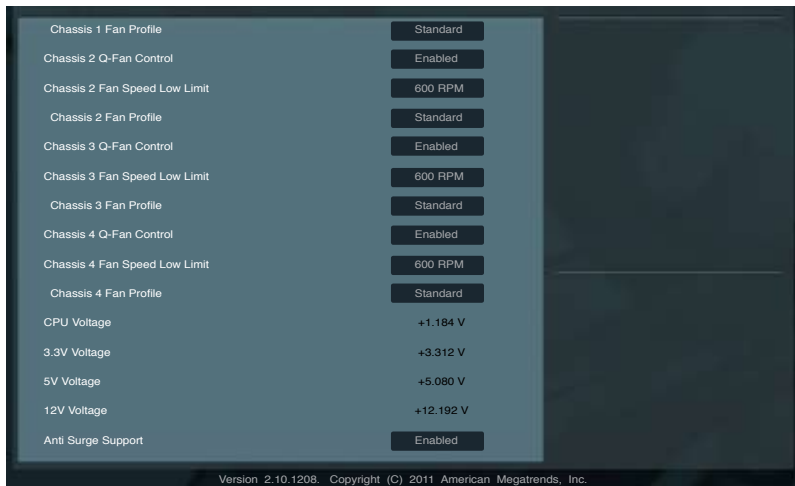 Chassis 1 Fan Profile Standard
Chassis 2 Q-Fan Control Enabled
Chassis 2 Fan Speed Low Limit 600 RPM
Chassis 2 Fan Profile Standard
Chassis 3 Q-Fan Control Enabled
Chassis 3 Fan Speed Low Limit 600 RPM
Chassis 3 Fan Profile Standard
Chassis 4 Q-Fan Control Enabled
Chassis 4 Fan Speed Low Limit 600 RPM
Chassis 4 Fan Profile Standard
CPU Voltage +1.184 V
3.3V Voltage +3.312 V
5V Voltage +5.080 V
12V Voltage +12.192 V
Anti Surge Support Enabled
Version 2.10.1208. Copyright (C) 2011 American Megatrends, Inc.